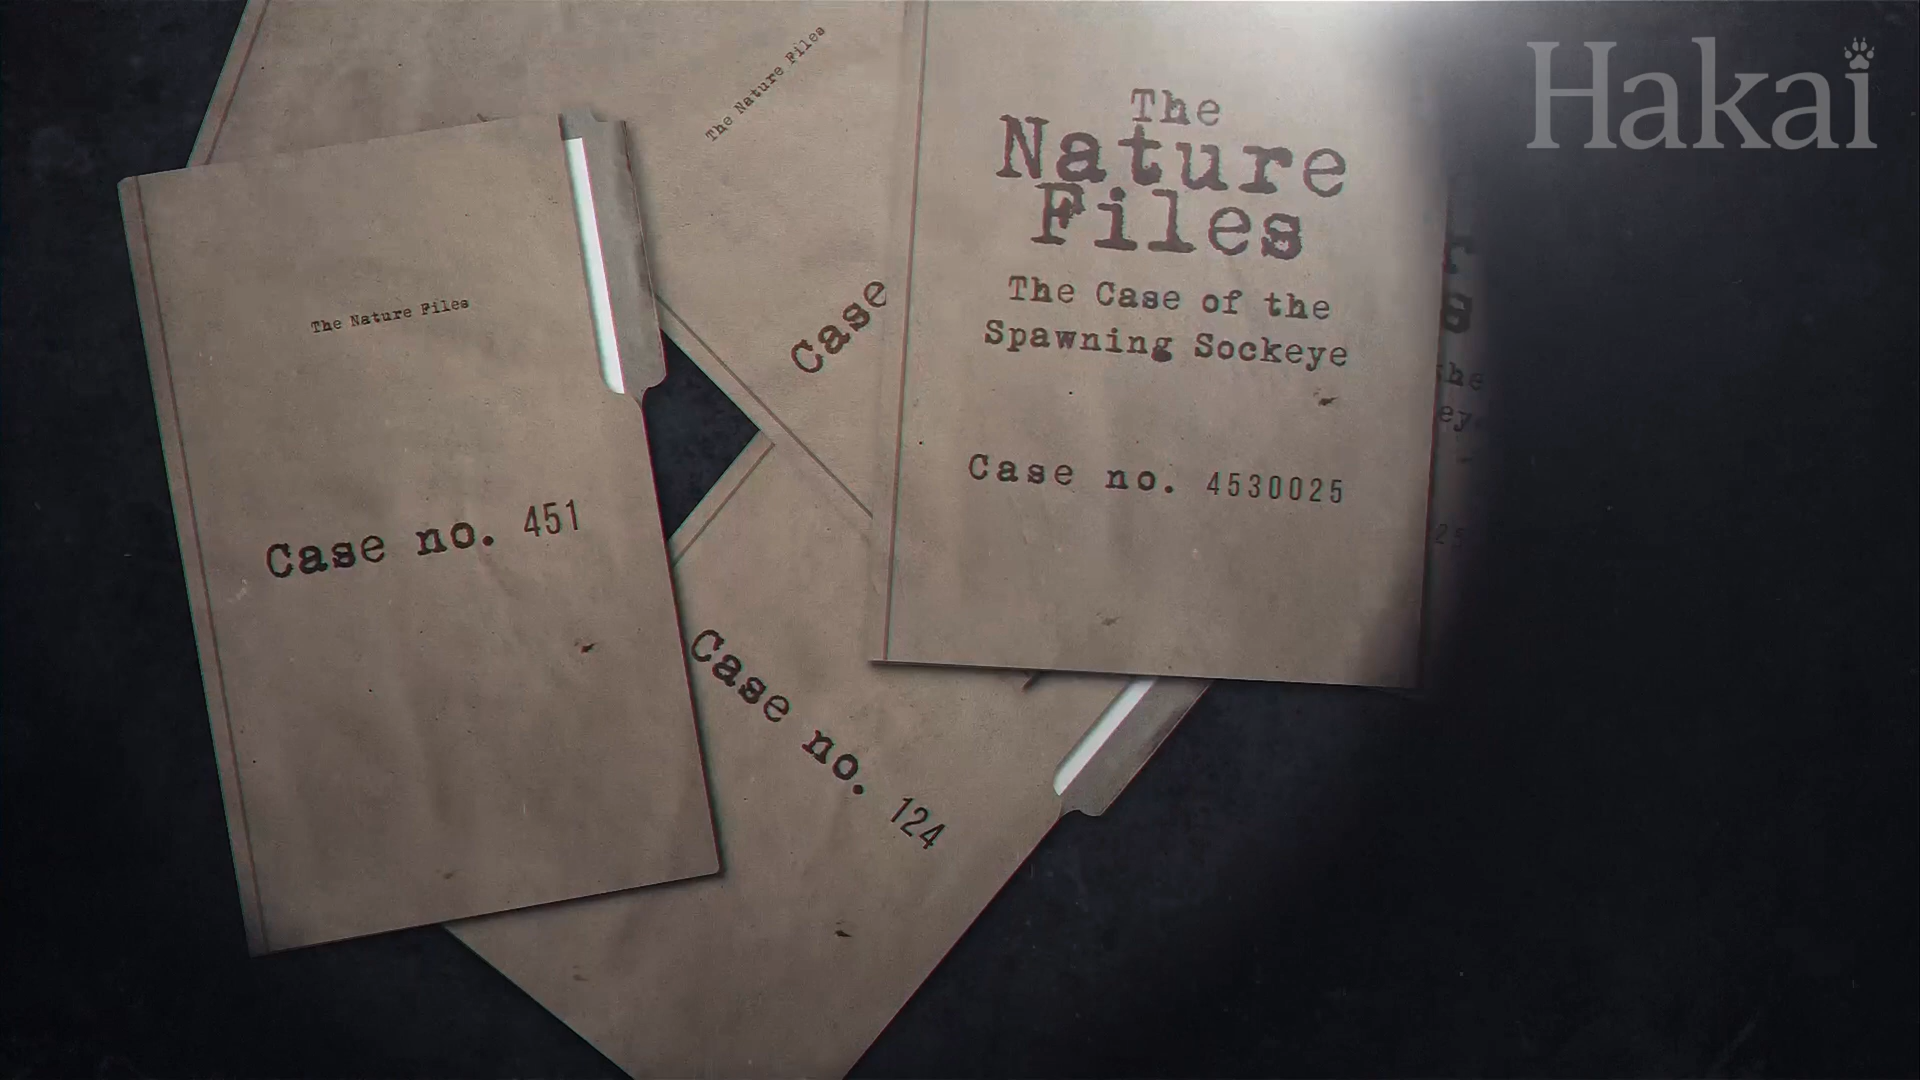 Hakai
The Nature Files
The
Nature
Files
The Case of the
Spawning Sockeye
Case no. 4530025
Case
The Nature Files
Case no. 451
Case no. 124